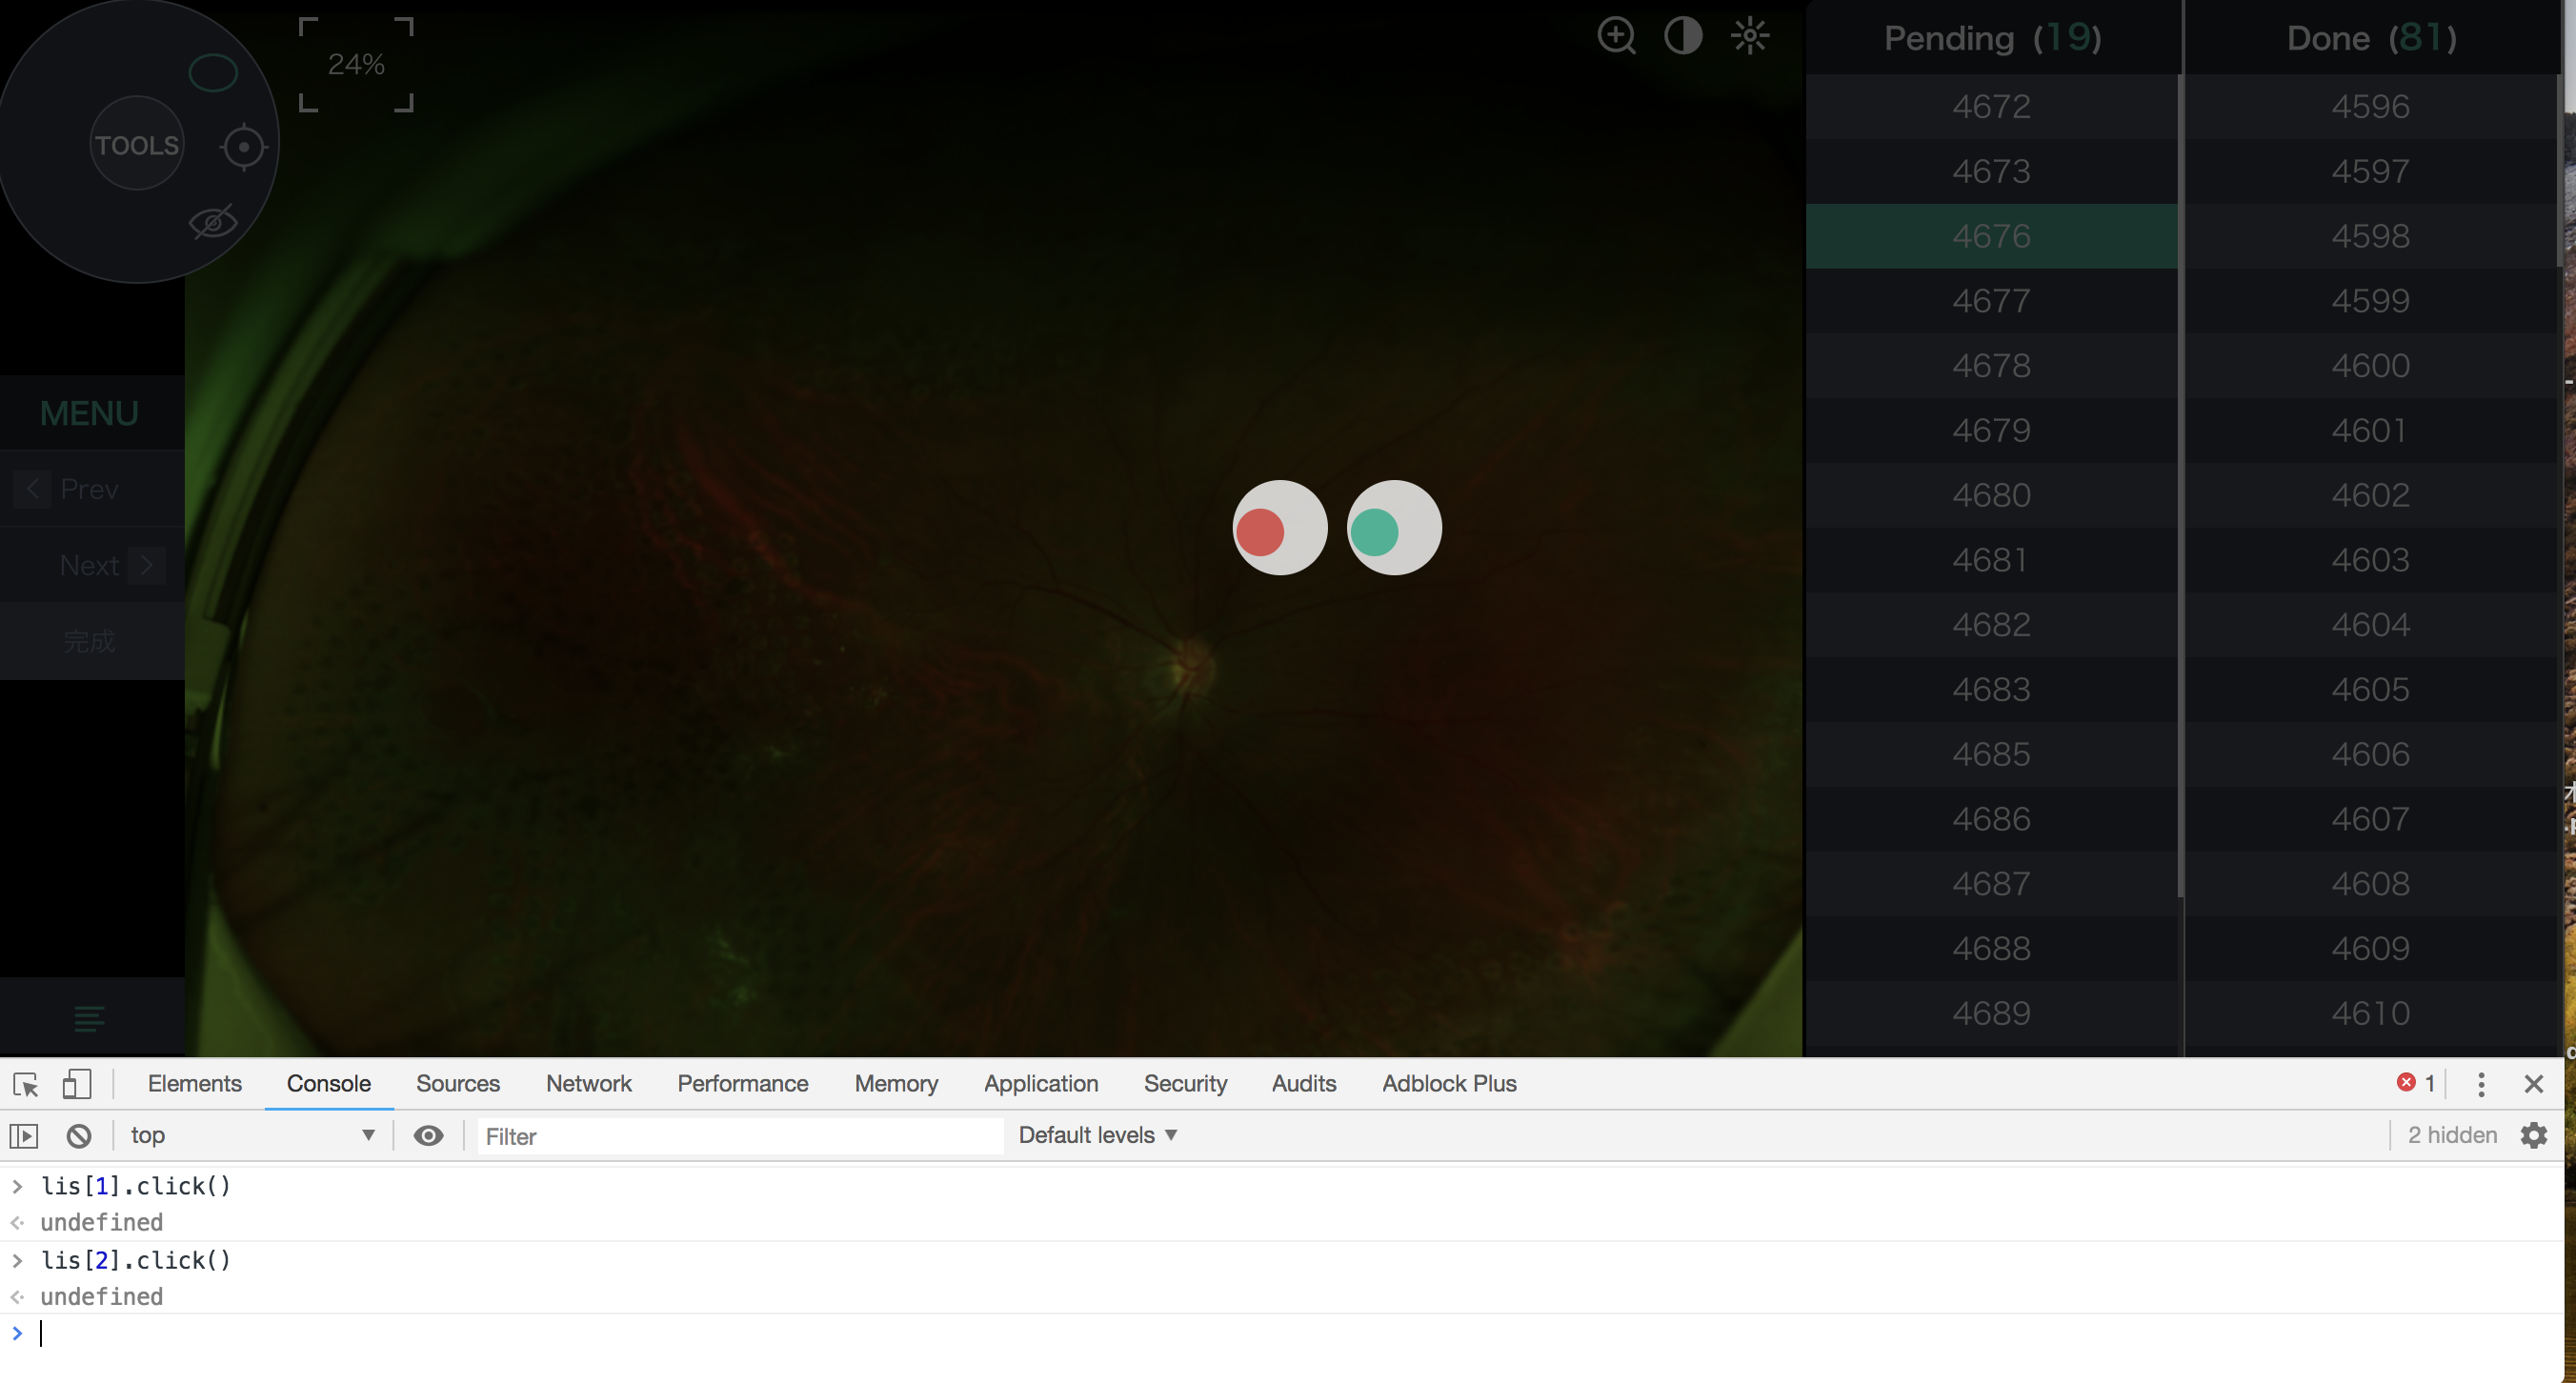 TOOLS
24%
MENU
Prev
Next
完成
Pending (19)
Done (81)
4672
4596
4673
4597
4676
4598
4677
4599
4678
4600
4679
4601
4680
4602
4681
4603
4682
4604
4683
4605
4685
4606
4686
4607
4687
4608
4688
4609
4689
4610
Elements Console Sources Network Performance Memory Application Security Audits Adblock Plus 1
top Filter Default levels 2 hidden
lis[1].click()
undefined
lis[2].click()
undefined